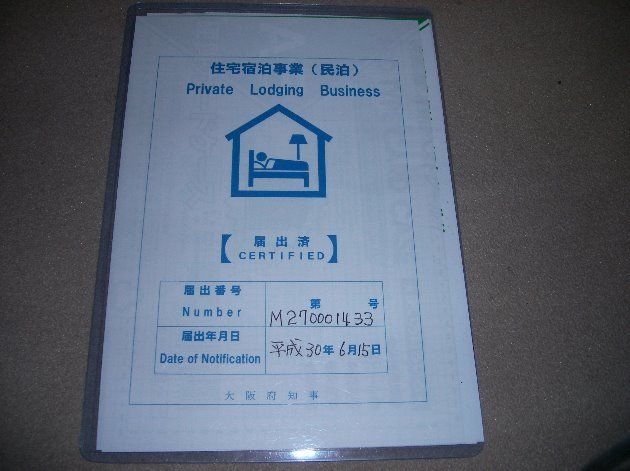 住宅宿泊事業（民泊）
Private Lodging Business
【届出済】
CERTIFIED
届出番号
Number
第 号
M270001433
届出年月日
Date of Notification
平成30年6月15日
大阪府知事